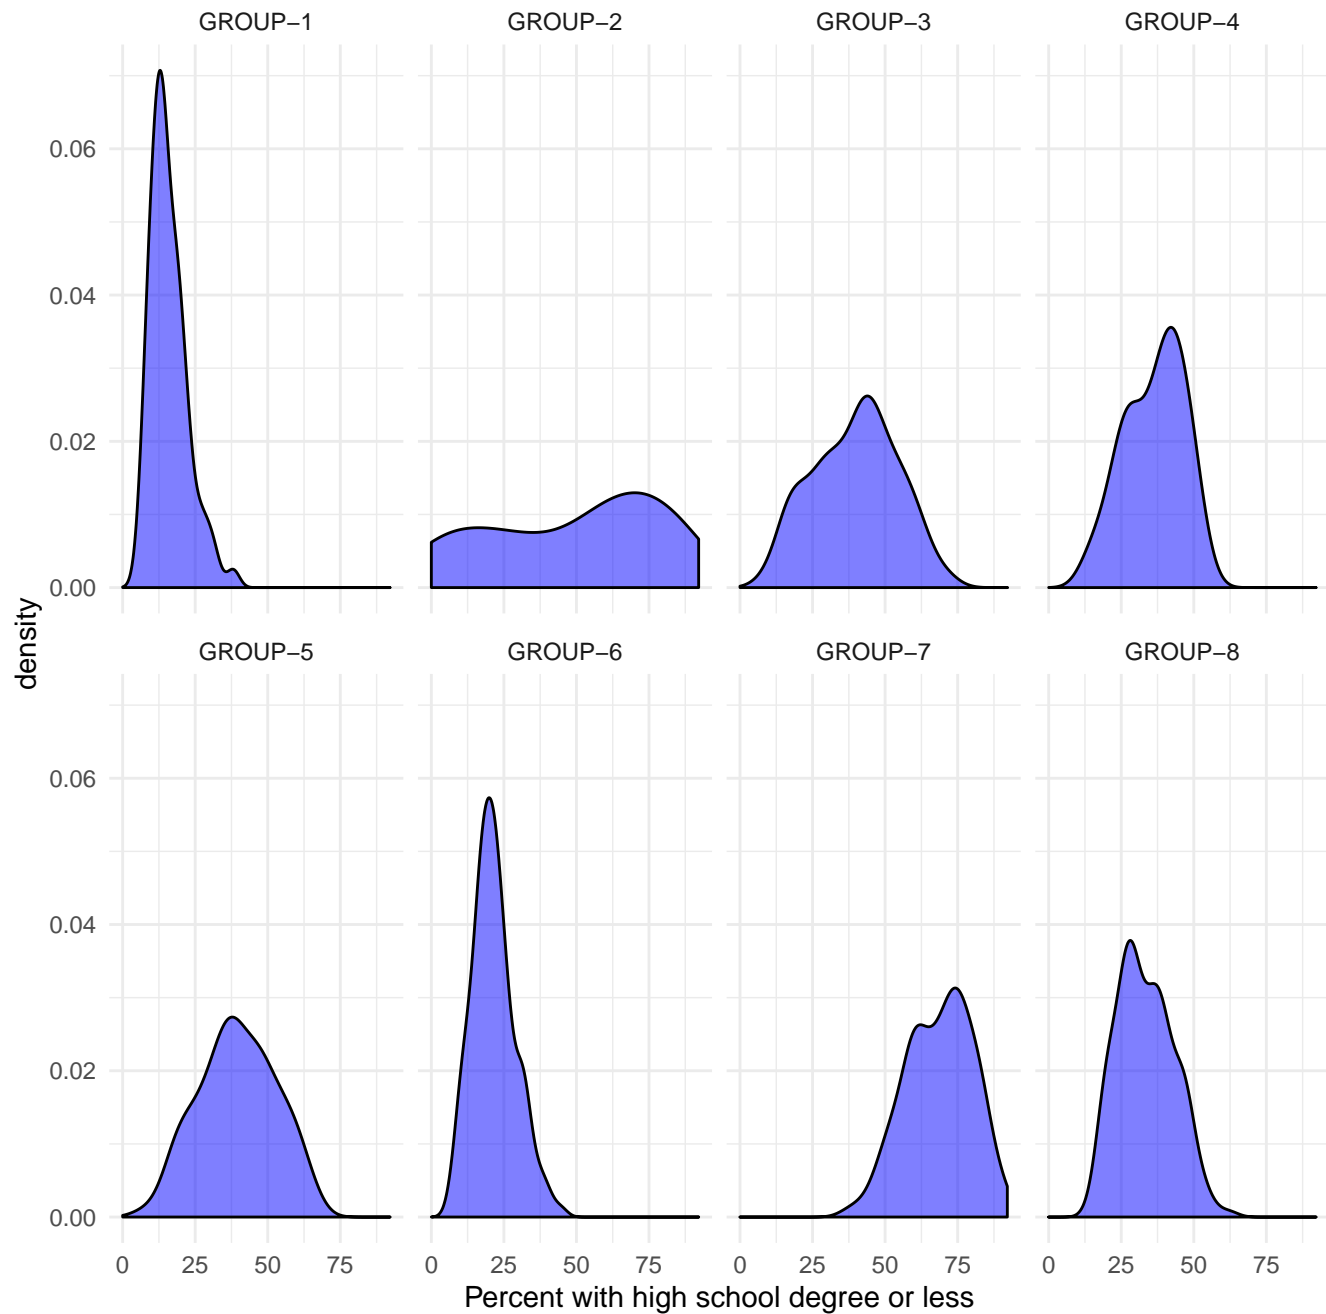 GROUP−1 GROUP−2 GROUP−3 GROUP−4
0.06
0.04
0.02
0.00
density
GROUP−5 GROUP−6 GROUP−7 GROUP−8
0.06
0.04
0.02
0.00
0 25 50 75 0 25 50 75 0 25 50 75 0 25 50 75
Percent with high school degree or less